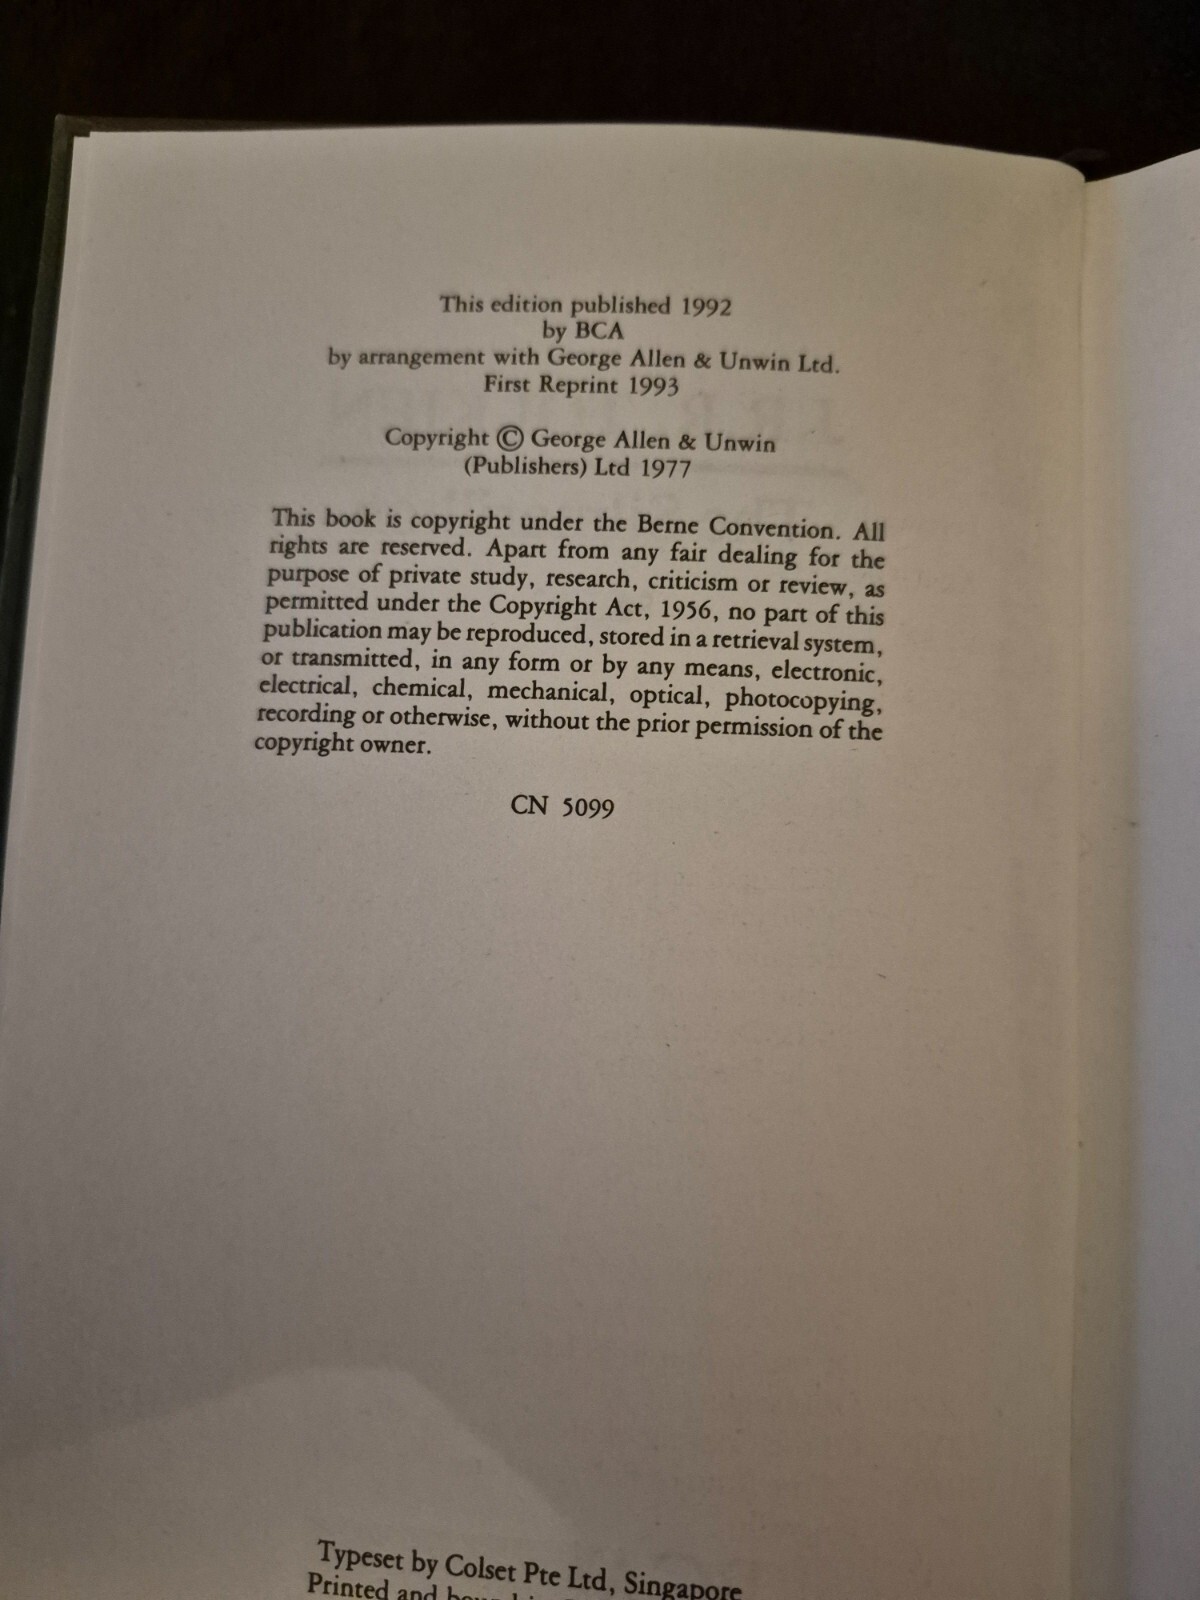 This edition published 1992
by BCA
by arrangement with George Allen & Unwin Ltd.
First Reprint 1993
Copyright © George Allen & Unwin
(Publishers) Ltd 1977
This book is copyright under the Berne Convention. All
rights are reserved. Apart from any fair dealing for the
purpose of private study, research, criticism or review, as
permitted under the Copyright Act, 1956, no part of this
publication may be reproduced, stored in a retrieval system,
or transmitted, in any form or by any means, electronic,
electrical, chemical, mechanical, optical, photocopying,
recording or otherwise, without the prior permission of the
copyright owner.
CN 5099
Typeset by Colset Pte Ltd, Singapore
Printed and